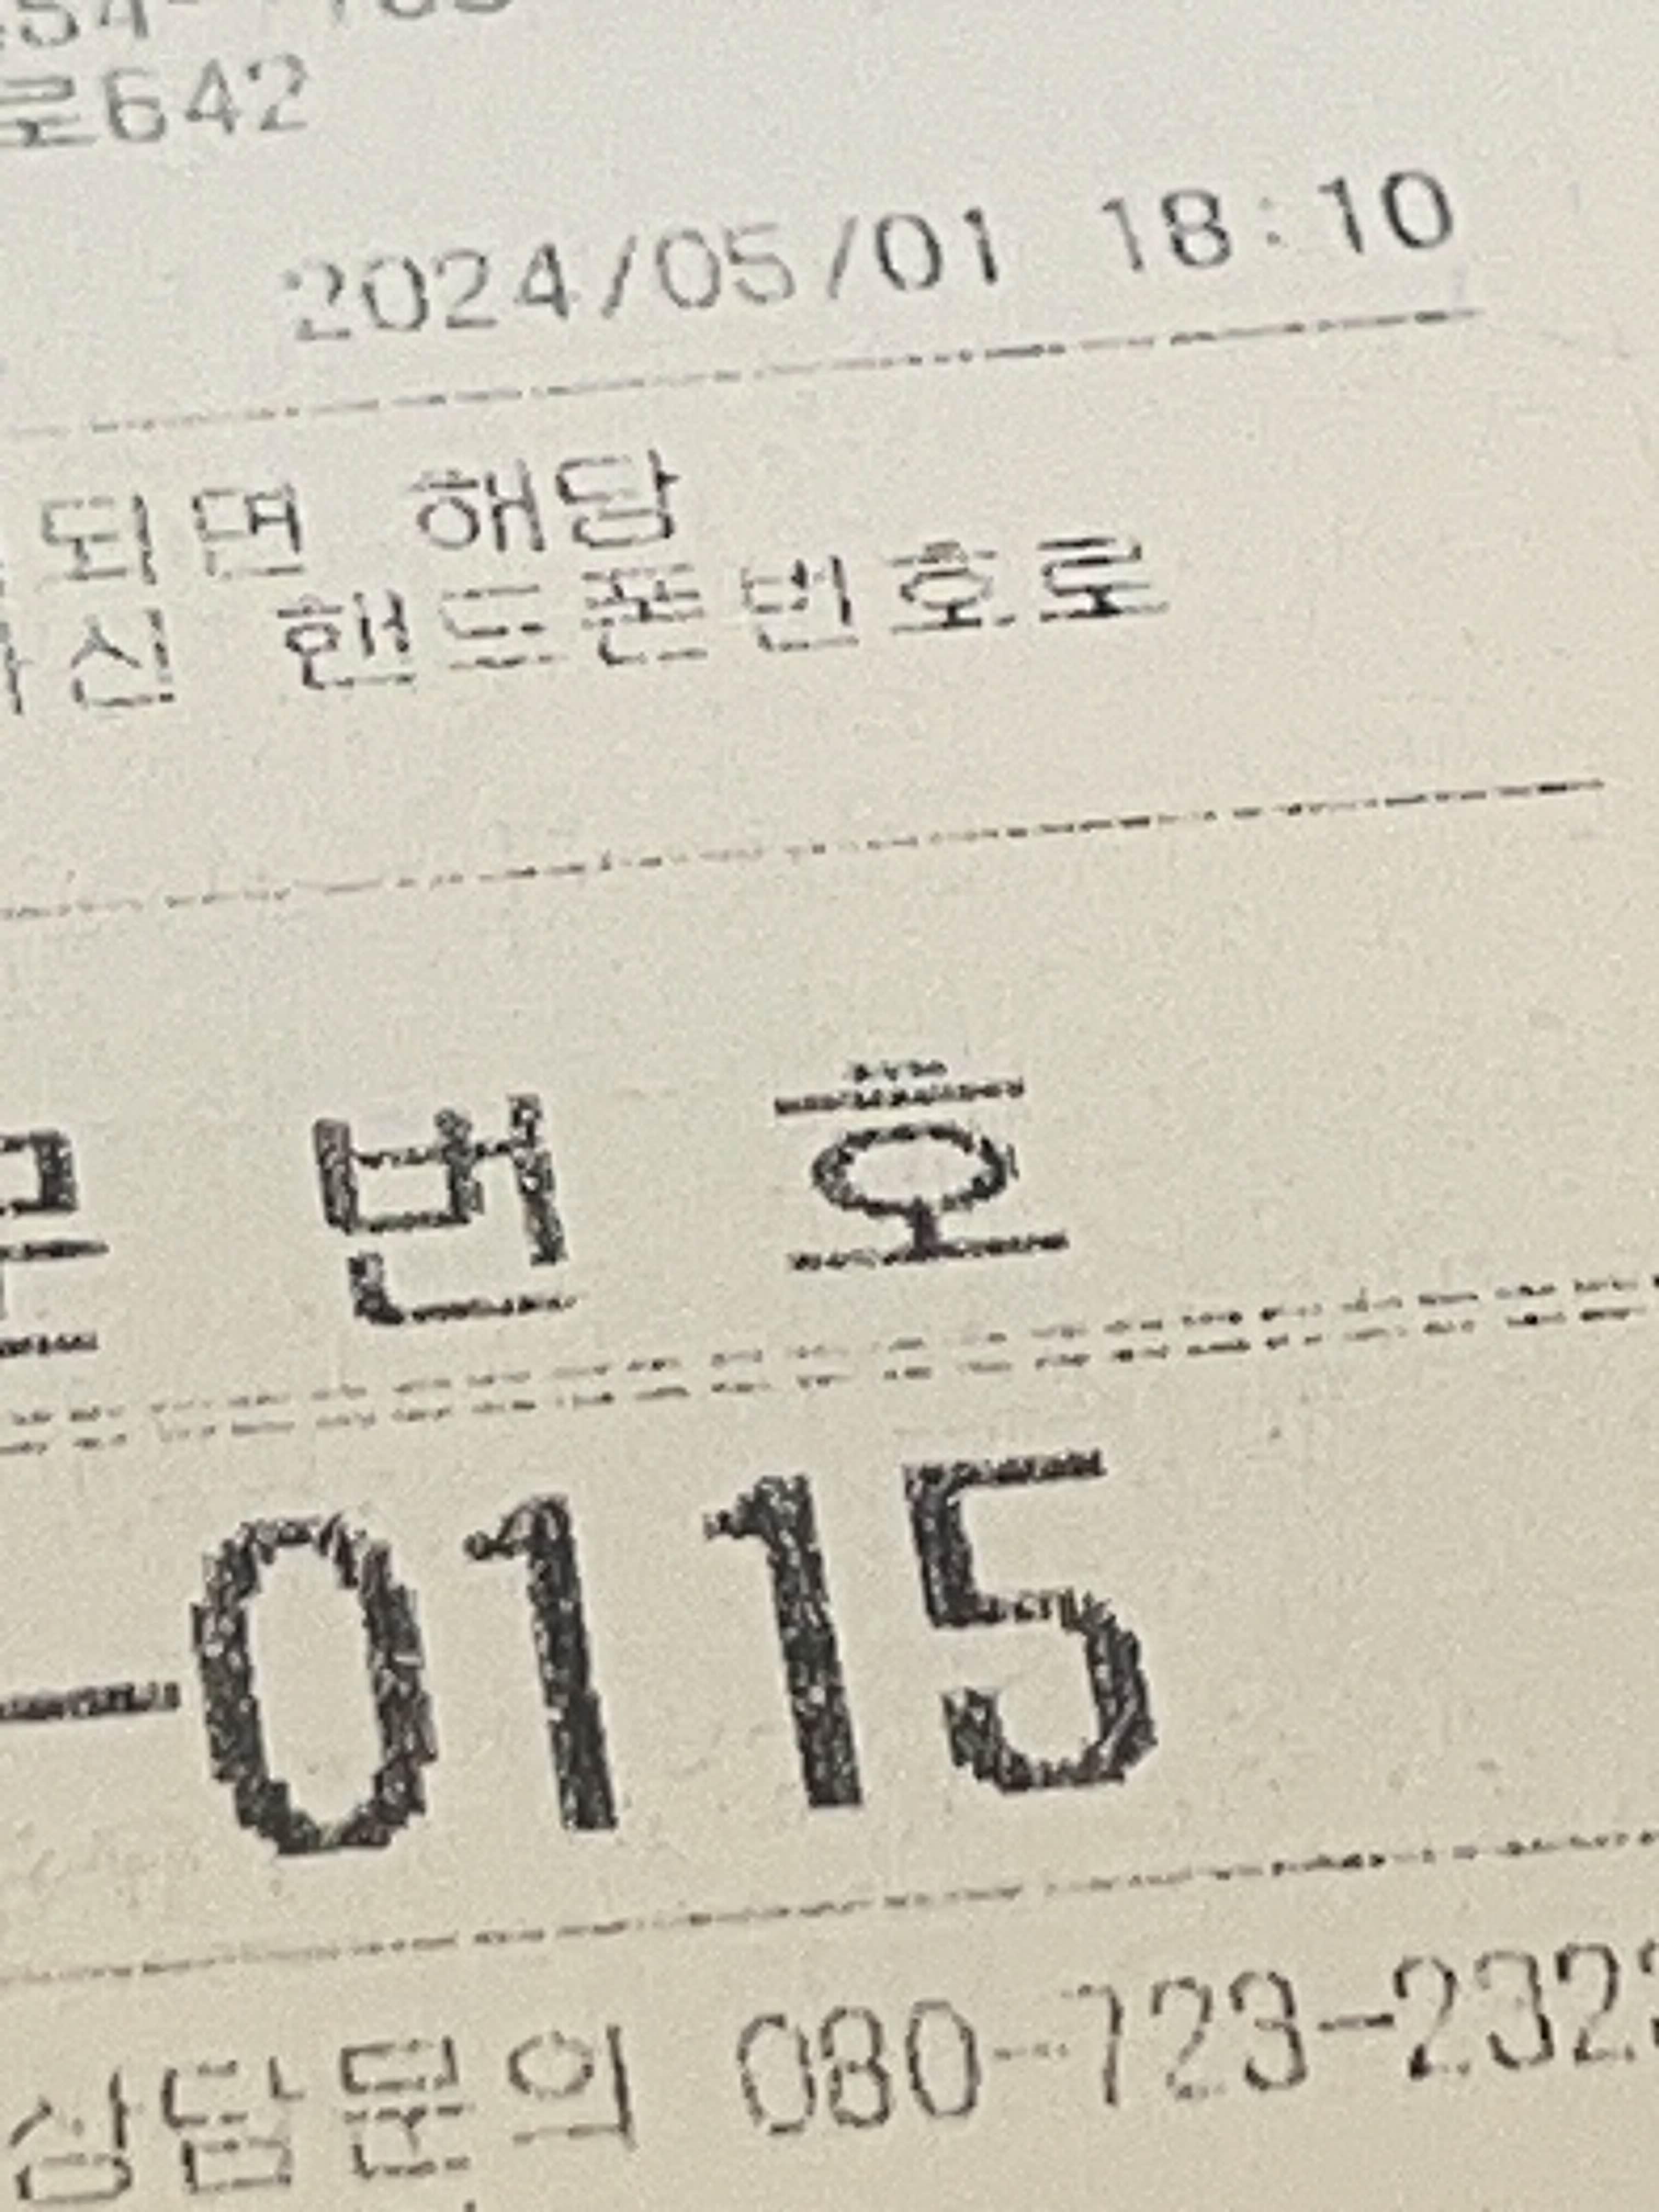 로642
2024/05/01 18:10
되면 해당
신 핸드폰번호로
번 호
-0115
상담문의 080-723-232